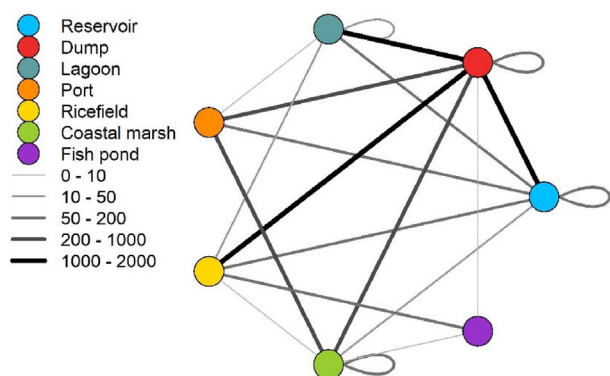 Reservoir
Dump
Lagoon
Port
Ricefield
Coastal marsh
Fish pond
0 - 10
10 - 50
50 - 200
200 - 1000
1000 - 2000